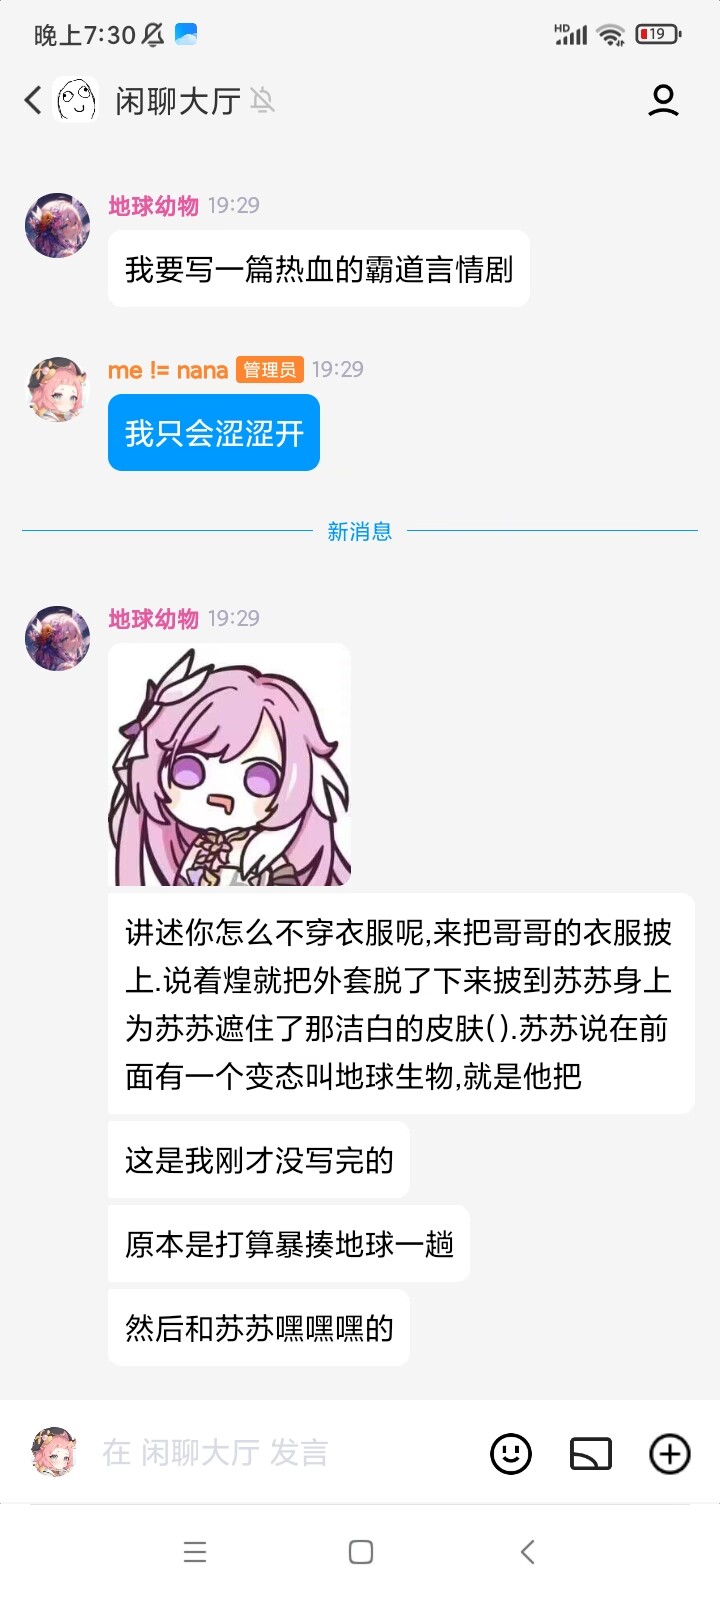 晚上7:30
HD
19
闲聊大厅
地球幼物 19:29
我要写一篇热血的霸道言情剧
me != nana 管理员 19:29
我只会涩涩开
新消息
地球幼物 19:29
讲述你怎么不穿衣服呢,来把哥哥的衣服披
上.说着煌就把外套脱了下来披到苏苏身上
为苏苏遮住了那洁白的皮肤().苏苏说在前
面有一个变态叫地球生物,就是他把
这是我刚才没写完的
原本是打算暴揍地球一趟
然后和苏苏嘿嘿嘿的
在 闲聊大厅 发言